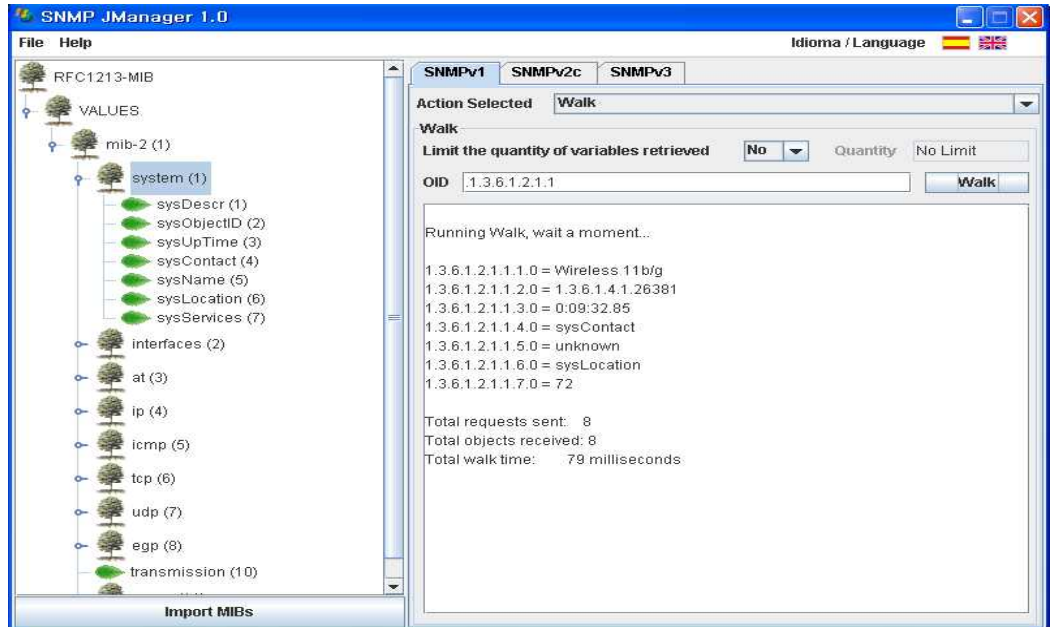 SNMP JManager 1.0
File Help
Idioma / Language
RFC1213-MIB
VALUES
mib-2 (1)
system (1)
sysDescr (1)
sysObjectID (2)
sysUpTime (3)
sysContact (4)
sysName (5)
sysLocation (6)
sysServices (7)
interfaces (2)
at (3)
ip (4)
icmp (5)
tcp (6)
udp (7)
egp (8)
transmission (10)
Import MIBs
SNMPv1 SNMPv2c SNMPv3
Action Selected Walk
Walk
Limit the quantity of variables retrieved No Quantity No Limit
OID .1.3.6.1.2.1.1 Walk
Running Walk, wait a moment...
1.3.6.1.2.1.1.1.0 = Wireless 11b/g
1.3.6.1.2.1.1.2.0 = 1.3.6.1.4.1.26381
1.3.6.1.2.1.1.3.0 = 0:09:32.85
1.3.6.1.2.1.1.4.0 = sysContact
1.3.6.1.2.1.1.5.0 = unknown
1.3.6.1.2.1.1.6.0 = sysLocation
1.3.6.1.2.1.1.7.0 = 72
Total requests sent: 8
Total objects received: 8
Total walk time: 79 milliseconds